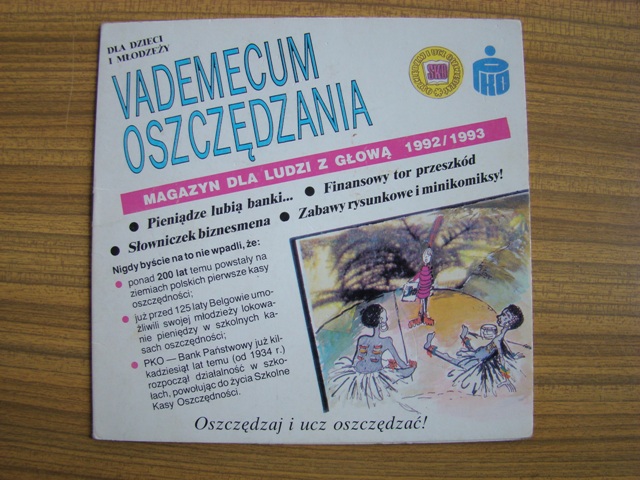 DLA DZIECI
I MŁODZEŻY
VADEMECUM
OSZCZĘDZANIA
SKO
PKO
MAGAZYN DLA LUDZI Z GŁOWĄ 1992/1993
● Pieniądze lubią banki... ● Finansowy tor przeszkód
● Słowniczek biznesmena ● Zabawy rysunkowe i minikomiksy!
Nigdy byście na to nie wpadli, że:
● ponad 200 lat temu powstały na
ziemiach polskich pierwsze kasy
oszczędności;
● już przed 125 laty Belgowie umo-
żliwili swojej młodzieży lokowa-
nie pieniędzy w szkolnych ka-
sach oszczędności;
● PKO — Bank Państwowy już kil-
kadziesiąt lat temu (od 1934 r.)
rozpoczął działalność w szko-
łach, powołując do życia Szkolne
Kasy Oszczędności.
Oszczędzaj i ucz oszczędzać!